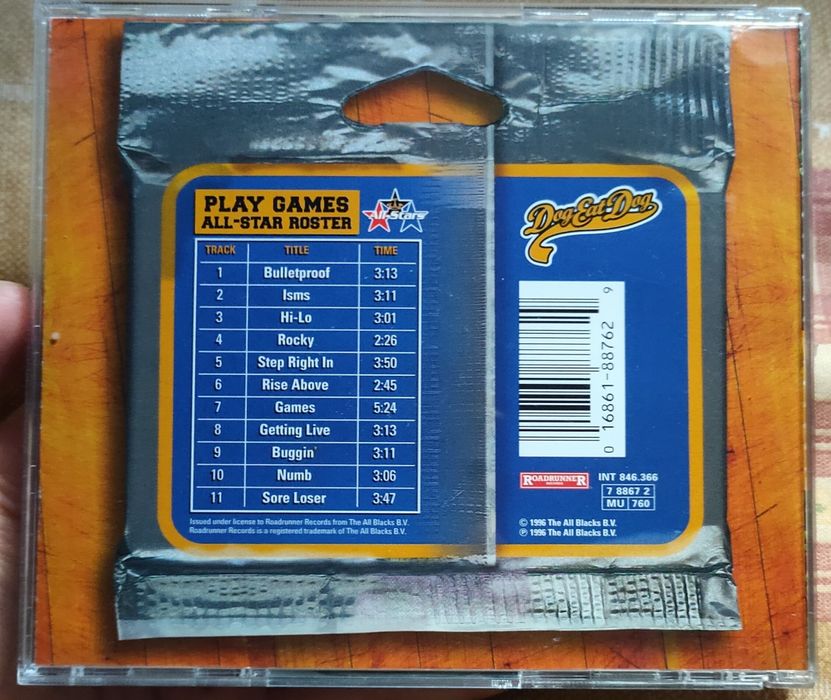 PLAY GAMES
ALL-STAR ROSTER
All-Stars
TRACK TITLE TIME
1 Bulletproof 3:13
2 Isms 3:11
3 Hi-Lo 3:01
4 Rocky 2:26
5 Step Right In 3:50
6 Rise Above 2:45
7 Games 5:24
8 Getting Live 3:13
9 Buggin' 3:11
10 Numb 3:06
11 Sore Loser 3:47
Issued under license to Roadrunner Records from The All Blacks B.V.
Roadrunner Records is a registered trademark of The All Blacks B.V.
Dog Eat Dog
0 16861-88762 9
ROADRUNNER
RECORDS
INT 846.366
7 8867 2
MU 760
© 1996 The All Blacks B.V.
℗ 1996 The All Blacks B.V.